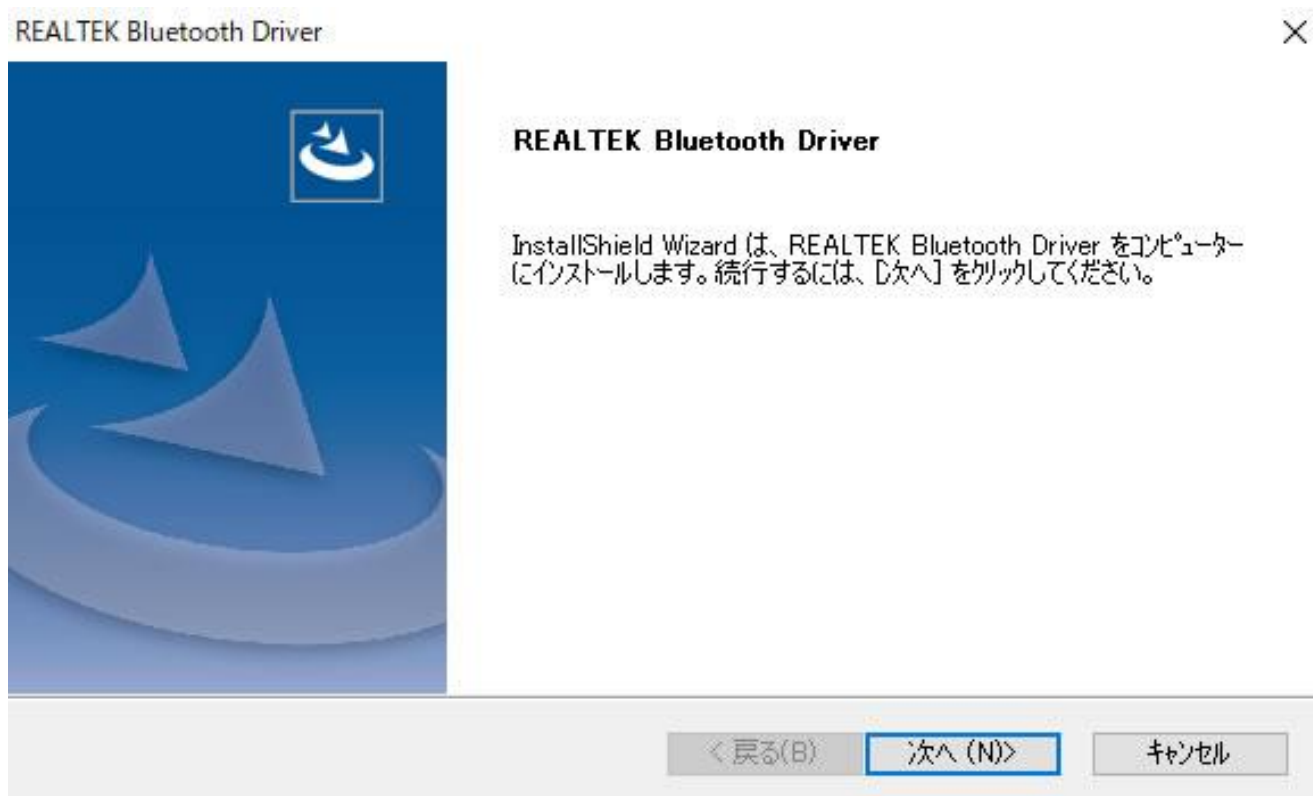 REALTEK Bluetooth Driver
REALTEK Bluetooth Driver
InstallShield Wizard は、REALTEK Bluetooth Driver をｺﾝﾋﾟｭｰﾀｰ
にｲﾝｽﾄｰﾙします。続行するには、[次へ] をｸﾘｯｸしてください。
< 戻る(B) 次へ (N)> ｷｬﾝｾﾙ